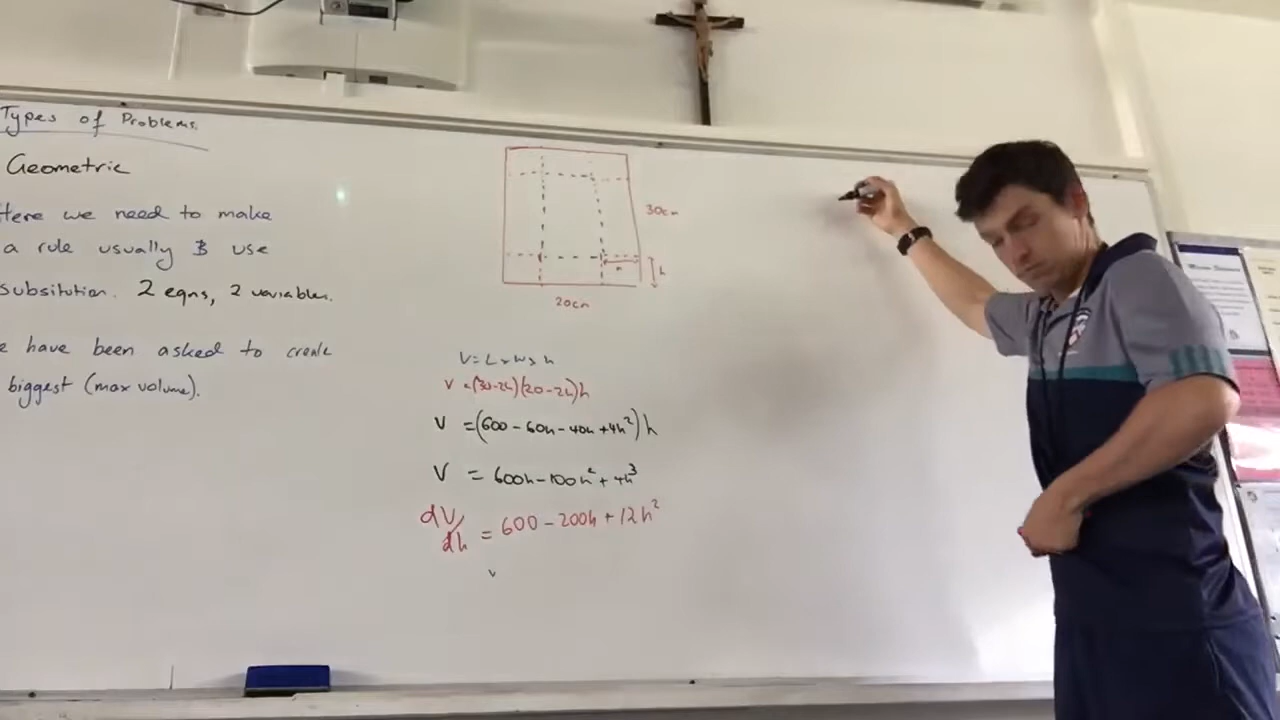 Types of Problems.
Geometric
Here we need to make
a rule usually & use
subsitution. 2 eqns, 2 variables.
have been asked to create
biggest (max volume).
30cm
h
20cm
V= L x W x h
V =(30-2h)(20-2h)h
V =(600-60h-40h+4h²)h
V = 600h-100h²+4h³
dV/dh = 600-200h+12h²